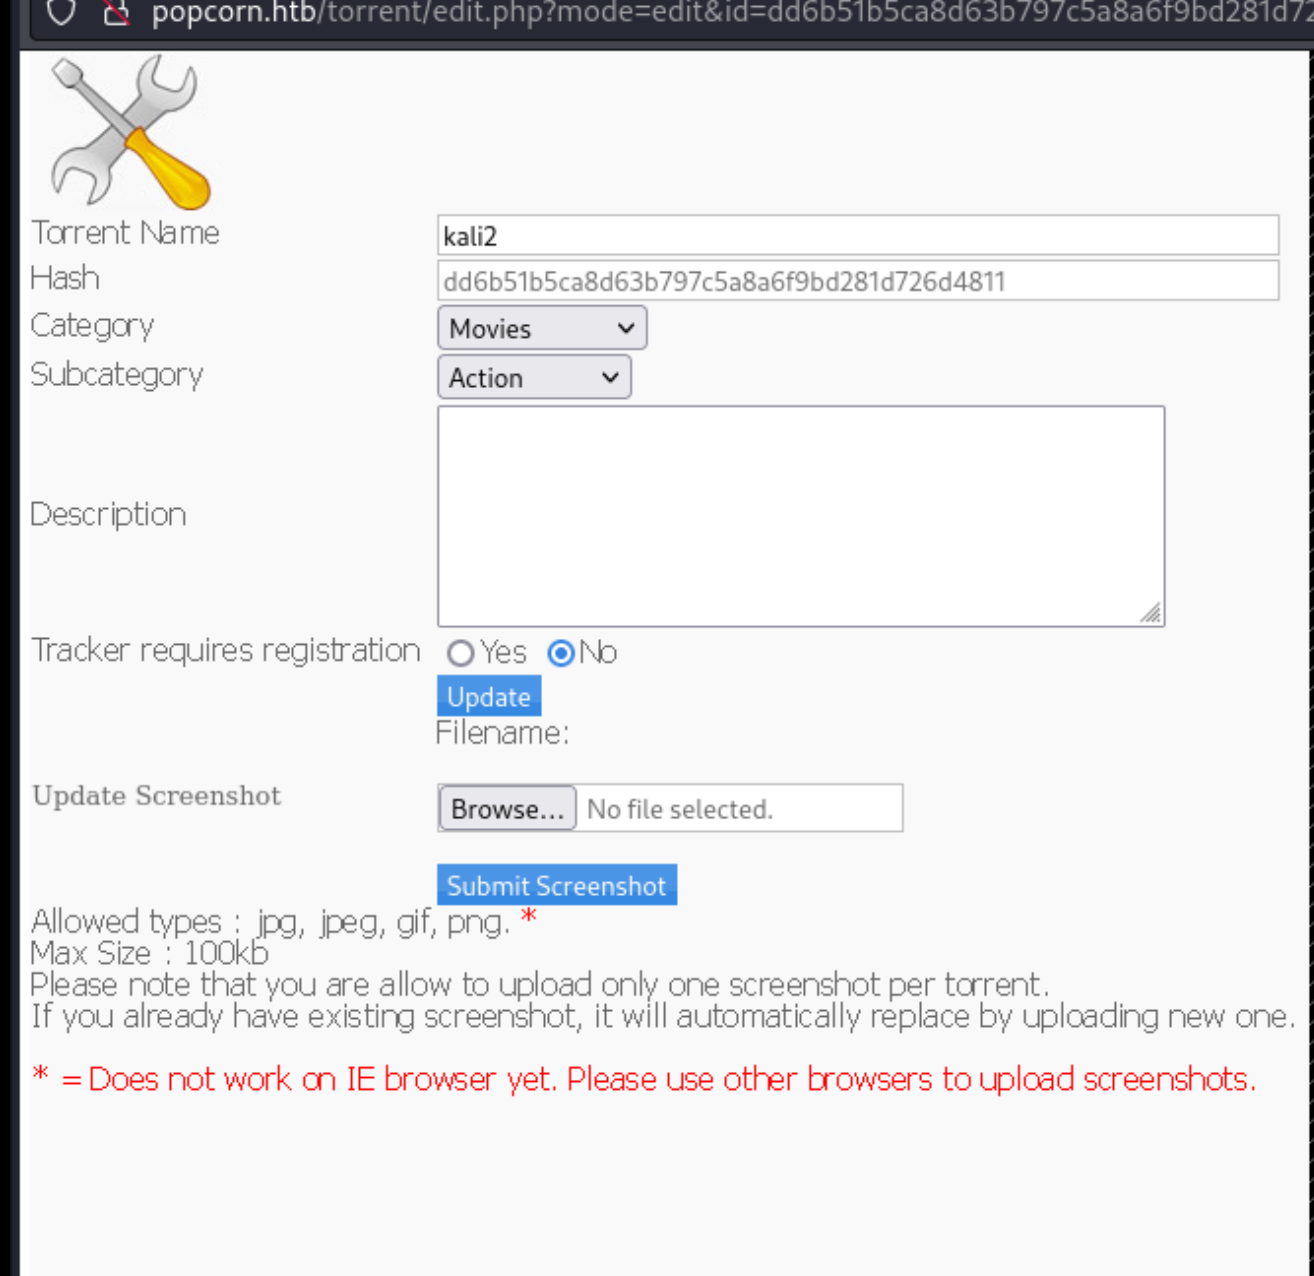 popcorn.htb/torrent/edit.php?mode=edit&id=dd6b51b5ca8d63b797c5a8a6f9bd281d72
Torrent Name kali2
Hash dd6b51b5ca8d63b797c5a8a6f9bd281d726d4811
Category Movies
Subcategory Action
Description
Tracker requires registration Yes No
Update
Filename:
Update Screenshot Browse... No file selected.
Submit Screenshot
Allowed types : jpg, jpeg, gif, png. *
Max Size : 100kb
Please note that you are allow to upload only one screenshot per torrent.
If you already have existing screenshot, it will automatically replace by uploading new one.
* = Does not work on IE browser yet. Please use other browsers to upload screenshots.